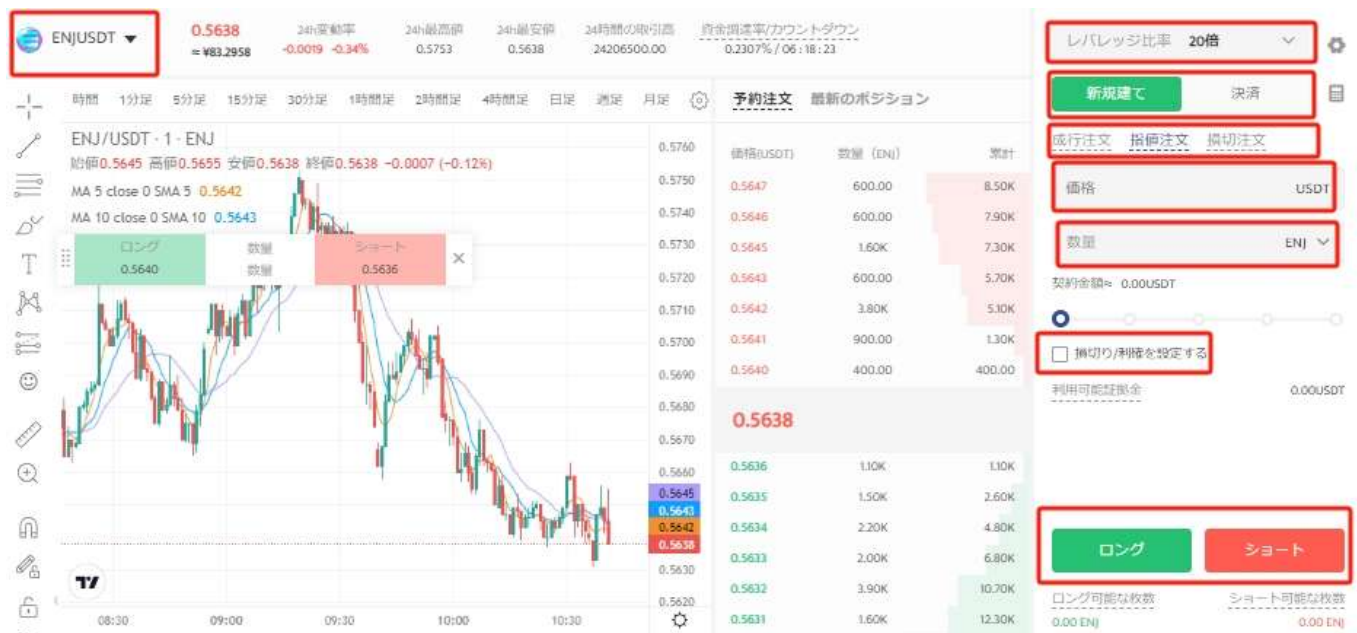 ENJUSDT
0.5638
≈ ¥83.2958
24h変動率
-0.0019 -0.34%
24h最高値
0.5753
24h最安値
0.5638
24時間の取引高
24206500.00
資金調達率/カウントダウン
0.2307% / 06 : 18 : 23
時間 1分足 5分足 15分足 30分足 1時間足 2時間足 4時間足 日足 週足 月足
ENJ/USDT · 1 · ENJ
始値0.5645 高値0.5655 安値0.5638 終値0.5638 −0.0007 (−0.12%)
MA 5 close 0 SMA 5 0.5642
MA 10 close 0 SMA 10 0.5643
ロング 数量 ショート
0.5640 数量 0.5636
0.5760
0.5750
0.5740
0.5730
0.5720
0.5710
0.5700
0.5690
0.5680
0.5670
0.5660
0.5645
0.5643
0.5642
0.5638
0.5630
0.5620
08:30 09:00 09:30 10:00 10:30
予約注文 最新のポジション
価格(USDT) 数量 (ENJ) 累計
0.5647 600.00 8.50K
0.5646 600.00 7.90K
0.5645 1.60K 7.30K
0.5643 600.00 5.70K
0.5642 3.80K 5.10K
0.5641 900.00 1.30K
0.5640 400.00 400.00
0.5638
0.5636 1.10K 1.10K
0.5635 1.50K 2.60K
0.5634 2.20K 4.80K
0.5633 2.00K 6.80K
0.5632 3.90K 10.70K
0.5631 1.60K 12.30K
レバレッジ比率 20倍
新規建て 決済
成行注文 指値注文 損切注文
価格 USDT
数量 ENJ
契約金額≈ 0.00USDT
損切り/利確を設定する
利用可能証拠金 0.00USDT
ロング ショート
ロング可能な枚数 ショート可能な枚数
0.00 ENJ 0.00 ENJ